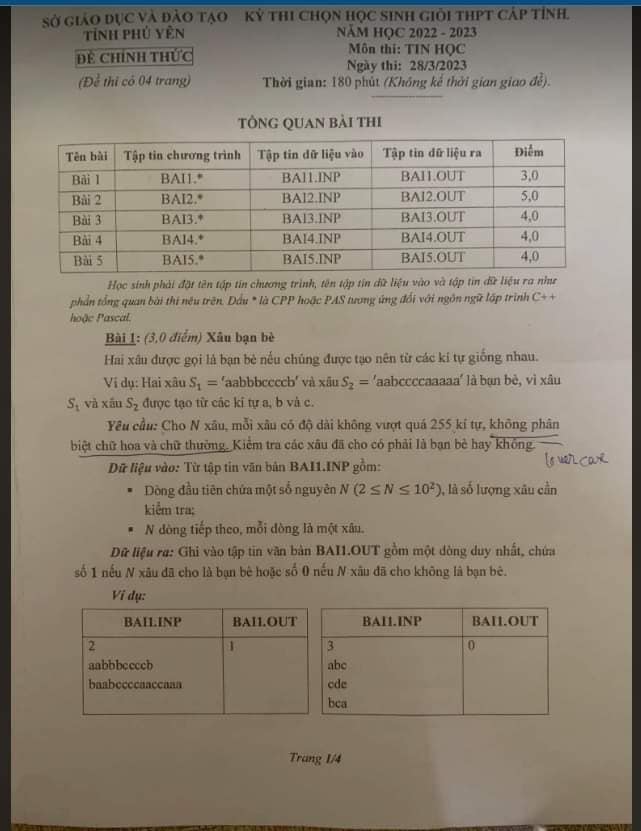 SỞ GIÁO DỤC VÀ ĐÀO TẠO KỲ THI CHỌN HỌC SINH GIỎI THPT CẤP TỈNH
TỈNH PHÚ YÊN NĂM HỌC 2022 - 2023
ĐỀ CHÍNH THỨC Môn thi: TIN HỌC
Ngày thi: 28/3/2023
(Đề thi có 04 trang) Thời gian: 180 phút (Không kể thời gian giao đề).
TỔNG QUAN BÀI THI
Tên bài Tập tin chương trình Tập tin dữ liệu vào Tập tin dữ liệu ra Điểm
Bài 1 BAI1.* BAI1.INP BAI1.OUT 3,0
Bài 2 BAI2.* BAI2.INP BAI2.OUT 5,0
Bài 3 BAI3.* BAI3.INP BAI3.OUT 4,0
Bài 4 BAI4.* BAI4.INP BAI4.OUT 4,0
Bài 5 BAI5.* BAI5.INP BAI5.OUT 4,0
Học sinh phải đặt tên tập tin chương trình, tên tập tin dữ liệu vào và tập tin dữ liệu ra như
phần tổng quan bài thi nêu trên. Dấu * là CPP hoặc PAS tương ứng đối với ngôn ngữ lập trình C++
hoặc Pascal.
Bài 1: (3,0 điểm) Xâu bạn bè
Hai xâu được gọi là bạn bè nếu chúng được tạo nên từ các kí tự giống nhau.
Ví dụ: Hai xâu S₁ = 'aabbbccccb' và xâu S₂ = 'aabccccaaaaa' là bạn bè, vì xâu
S₁ và xâu S₂ được tạo từ các kí tự a, b và c.
Yêu cầu: Cho N xâu, mỗi xâu có độ dài không vượt quá 255 kí tự, không phân
biệt chữ hoa và chữ thường. Kiểm tra các xâu đã cho có phải là bạn bè hay không.
lower case
Dữ liệu vào: Từ tập tin văn bản BAI1.INP gồm:
▪ Dòng đầu tiên chứa một số nguyên N (2 ≤ N ≤ 10²), là số lượng xâu cần
kiểm tra;
▪ N dòng tiếp theo, mỗi dòng là một xâu.
Dữ liệu ra: Ghi vào tập tin văn bản BAI1.OUT gồm một dòng duy nhất, chứa
số 1 nếu N xâu đã cho là bạn bè hoặc số 0 nếu N xâu đã cho không là bạn bè.
Ví dụ:
BAI1.INP BAI1.OUT BAI1.INP BAI1.OUT
2 1 3 0
aabbbccccb abc
baabccccaaccaaa cde
bca
Trang 1/4